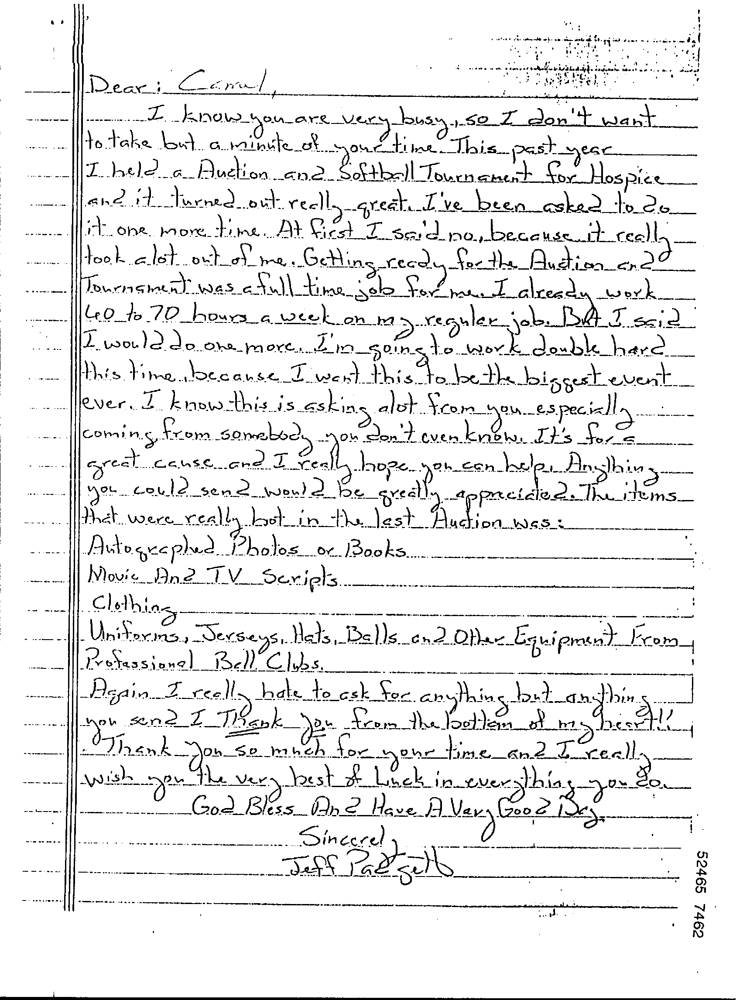 Dear: Camel,
I know you are very busy, so I don't want
to take but a minute of your time. This past year
I held a Auction and Softball Tournament for Hospice
and it turned out really great. I've been asked to do
it one more time. At first I said no, because it really
took alot out of me. Getting ready for the Auction and
Tournament was a full time job for me. I already work
60 to 70 hours a week on my regular job. But I said
I would do one more. I'm going to work double hard
this time, because I want this to be the biggest event
ever. I know this is asking alot from you especially
coming from somebody you don't even know. It's for a
great cause and I really hope you can help. Anything
you could send would be greatly appreciated. The items
that were really hot in the last Auction was:
Autographed Photos or Books
Movie And TV Scripts
Clothing
Uniforms, Jerseys, Hats, Balls and Other Equipment From
Professional Ball Clubs.
Again I really hate to ask for anything but anything
you send I Thank You from the bottom of my heart!!
Thank You so much for your time and I really
wish you the very best of Luck in everything you do.
God Bless And Have A Very Good Day
Sincerely
Jeff Padgett
52465 7462